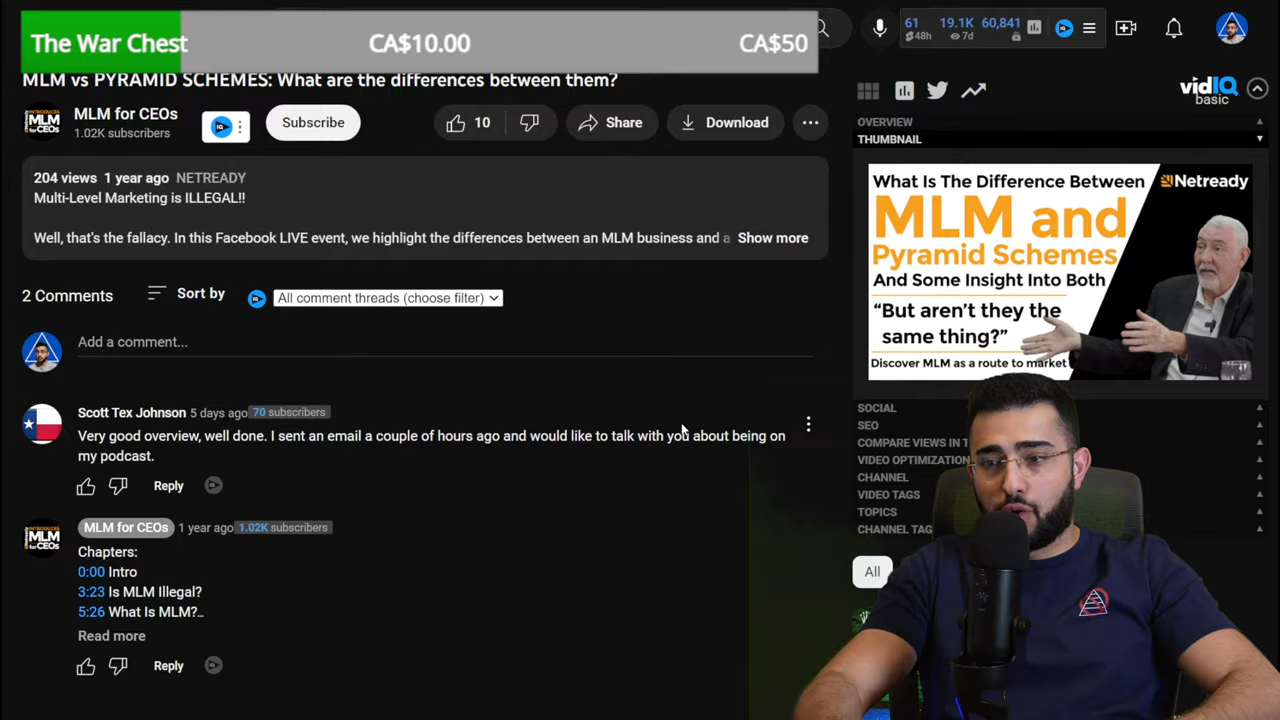 The War Chest CA$10.00 CA$50
61 19.1K 60,841
48h 7d
MLM vs PYRAMID SCHEMES: What are the differences between them?
MLM for CEOs
1.02K subscribers
Subscribe
10
Share
Download
204 views 1 year ago NETREADY
Multi-Level Marketing is ILLEGAL!!
Well, that's the fallacy. In this Facebook LIVE event, we highlight the differences between an MLM business and a Show more
2 Comments
Sort by
All comment threads (choose filter)
Add a comment...
Scott Tex Johnson 5 days ago 70 subscribers
Very good overview, well done. I sent an email a couple of hours ago and would like to talk with you about being on
my podcast.
Reply
MLM for CEOs 1 year ago 1.02K subscribers
Chapters:
0:00 Intro
3:23 Is MLM Illegal?
5:26 What Is MLM?..
Read more
Reply
vidIQ
basic
OVERVIEW
THUMBNAIL
What Is The Difference Between
Netready
MLM and
Pyramid Schemes
And Some Insight Into Both
“But aren’t they the
same thing?”
Discover MLM as a route to market
SOCIAL
SEO
COMPARE VIEWS IN T
VIDEO OPTIMIZATION
CHANNEL
VIDEO TAGS
TOPICS
CHANNEL TAG
All